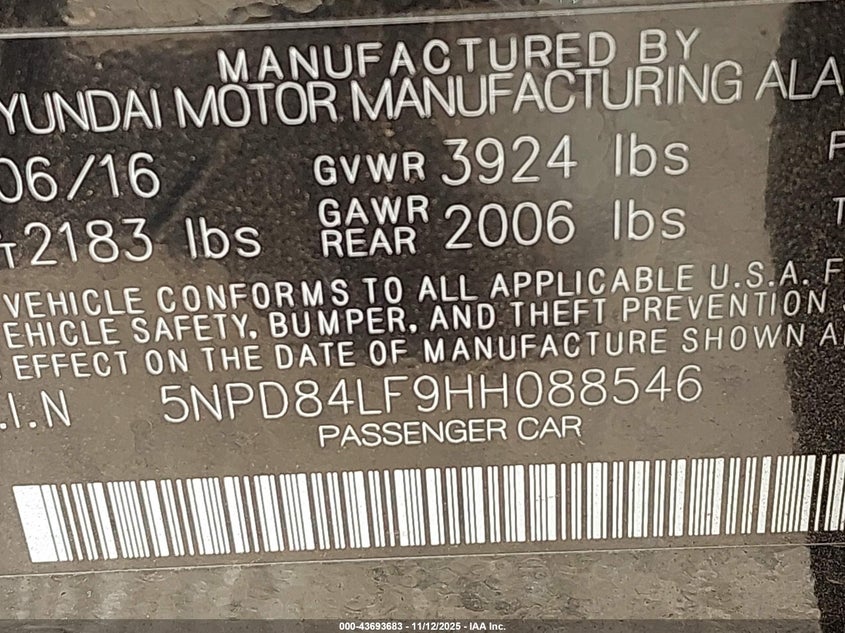 MANUFACTURED BY
YUNDAI MOTOR MANUFACTURING ALA
06/16 GVWR 3924 lbs P
T 2183 lbs GAWR REAR 2006 lbs T
VEHICLE CONFORMS TO ALL APPLICABLE U.S.A. F
EHICLE SAFETY, BUMPER, AND THEFT PREVENTION S
EFFECT ON THE DATE OF MANUFACTURE SHOWN A
.I.N 5NPD84LF9HH088546
PASSENGER CAR
000-43693683 - 11/12/2025 - IAA Inc.